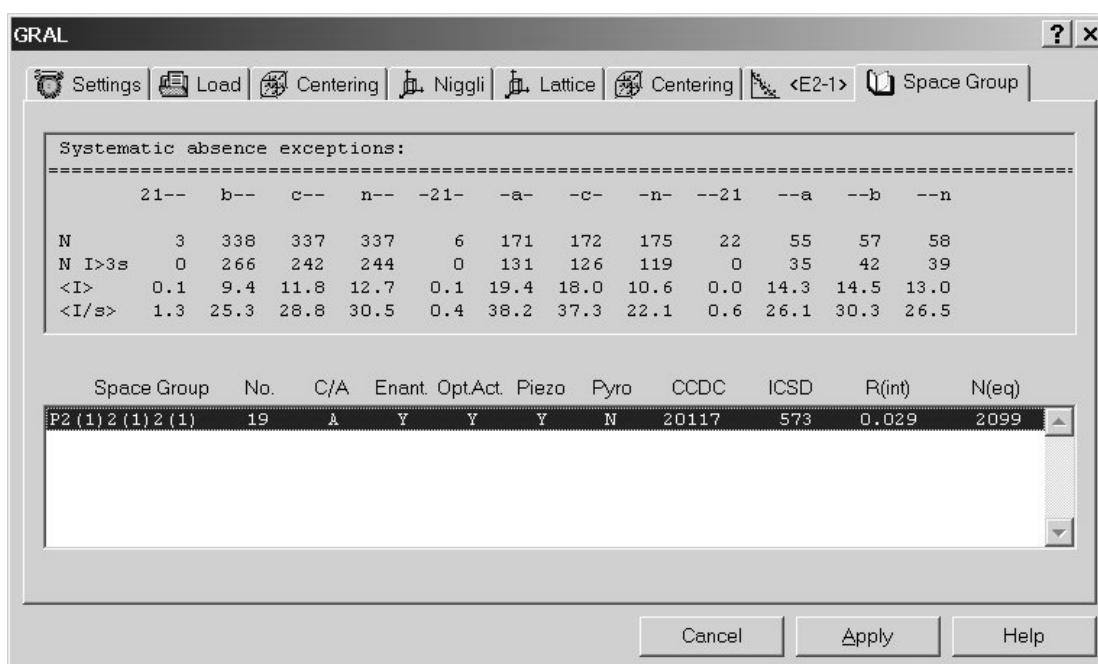 GRAL ? ×
Settings Load Centering Niggli Lattice Centering <E2-1> Space Group
Systematic absence exceptions:
================================================================================
21-- b-- c-- n-- -21- -a- -c- -n- --21 --a --b --n
N 3 338 337 337 6 171 172 175 22 55 57 58
N I>3s 0 266 242 244 0 131 126 119 0 35 42 39
<I> 0.1 9.4 11.8 12.7 0.1 19.4 18.0 10.6 0.0 14.3 14.5 13.0
<I/s> 1.3 25.3 28.8 30.5 0.4 38.2 37.3 22.1 0.6 26.1 30.3 26.5
Space Group No. C/A Enant. Opt.Act. Piezo Pyro CCDC ICSD R(int) N(eq)
P2(1)2(1)2(1) 19 A Y Y Y N 20117 573 0.029 2099
Cancel Apply Help